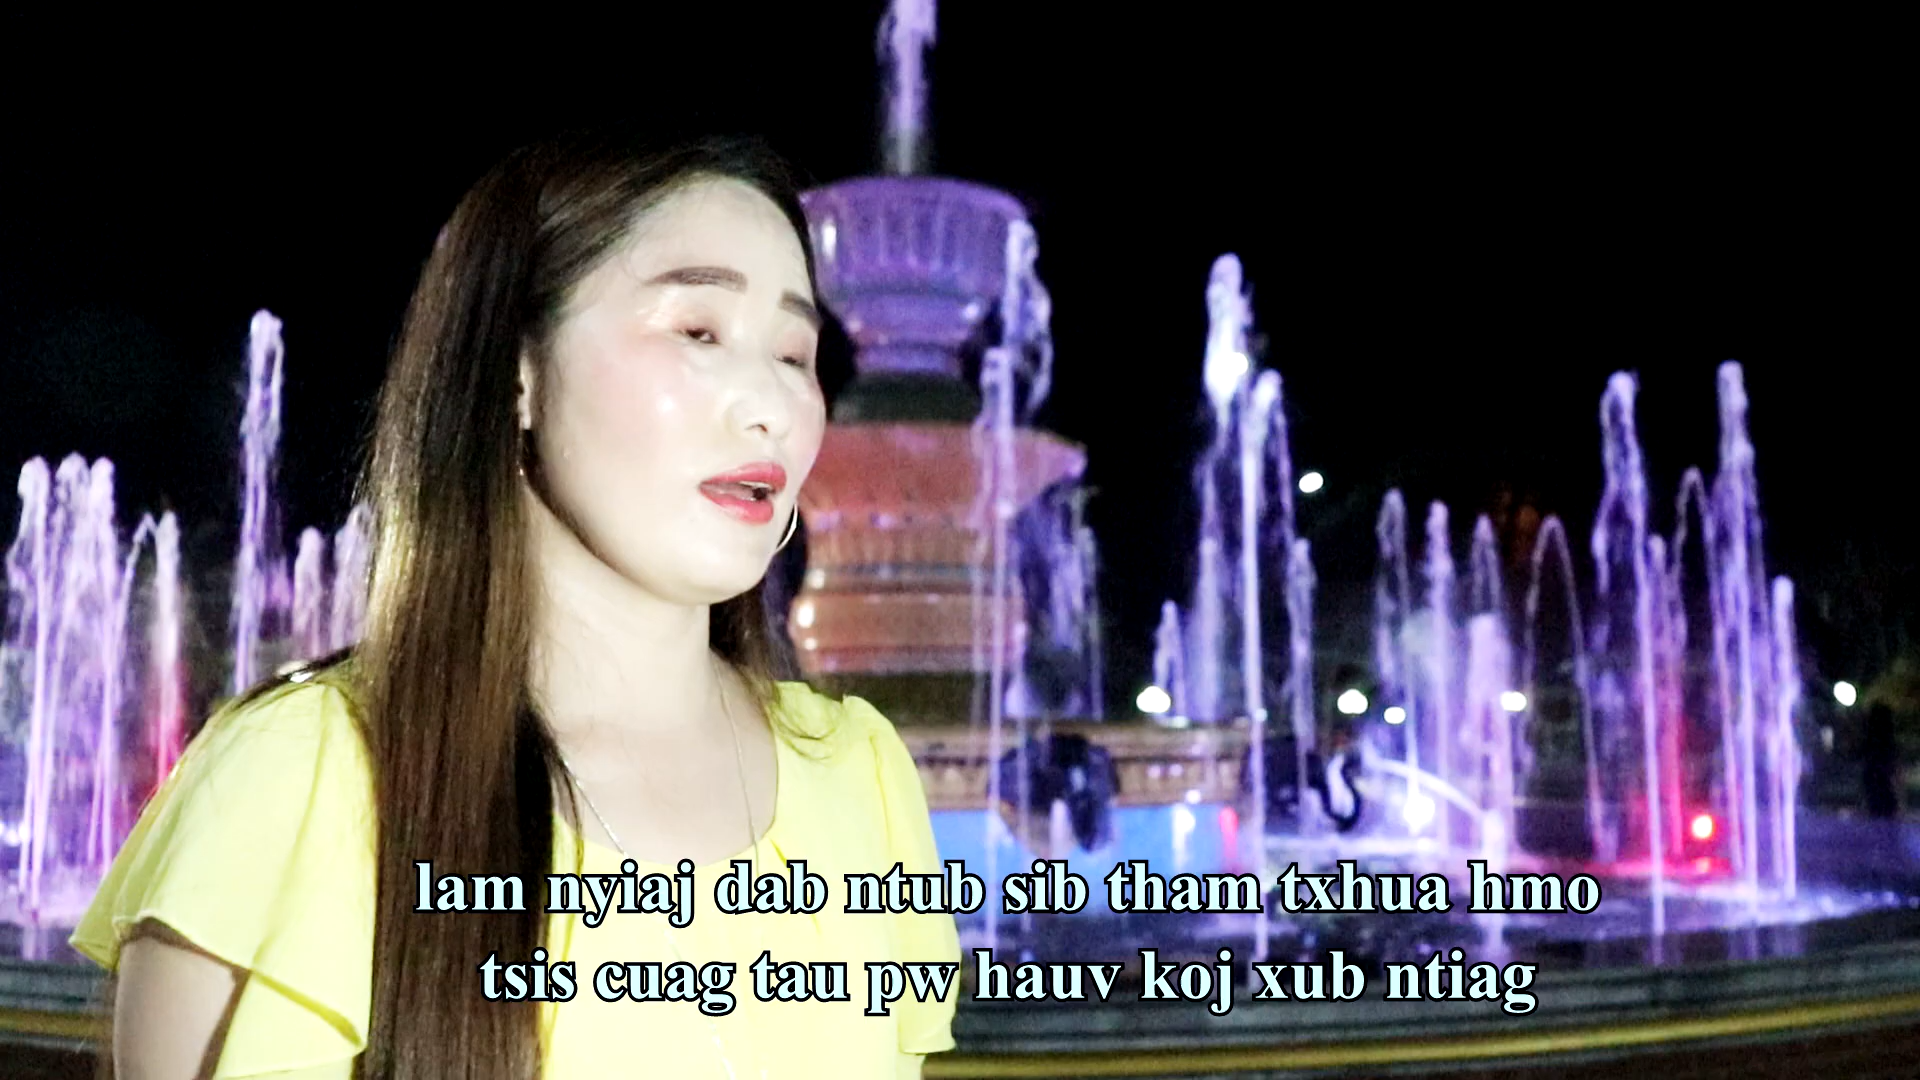 lam nyiaj dab ntub sib tham txhua hmo
tsis cuag tau pw hauv koj xub ntiag